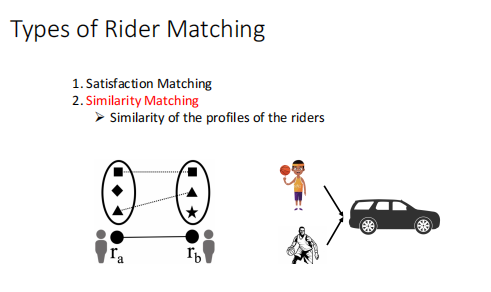 Types of Rider Matching
1. Satisfaction Matching
2. Similarity Matching
➢ Similarity of the profiles of the riders
ra rb